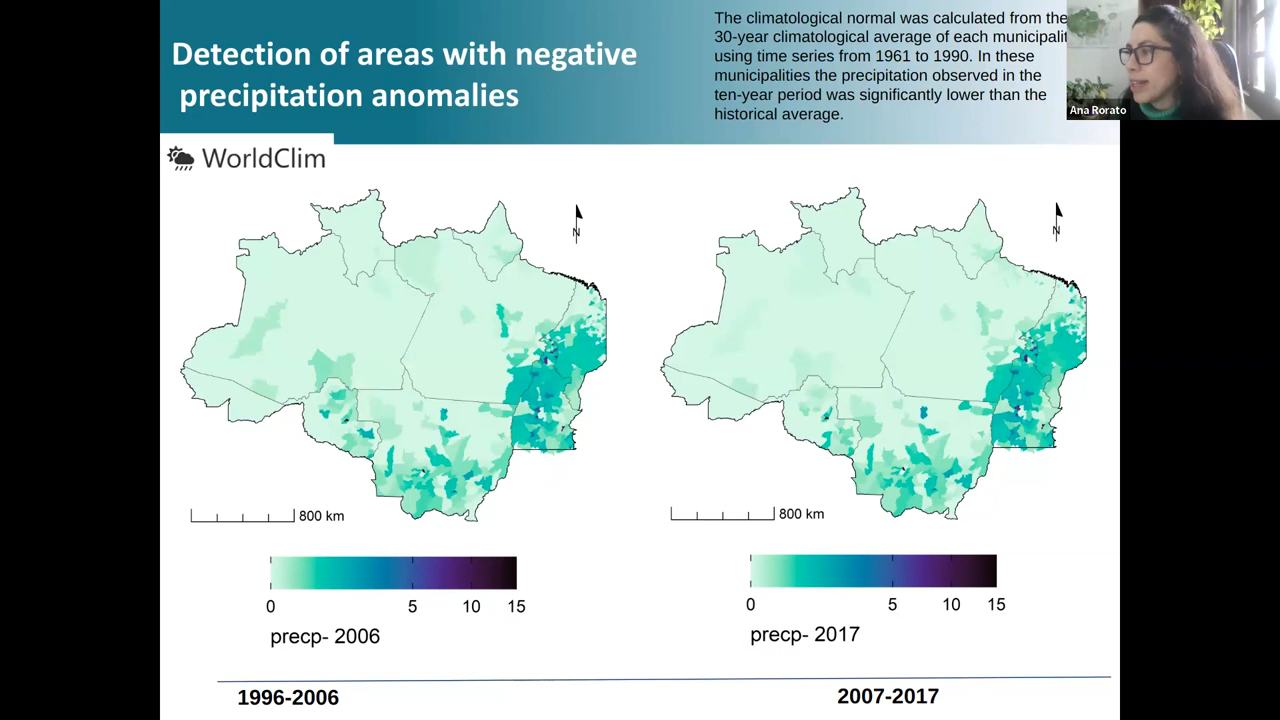 Detection of areas with negative
precipitation anomalies
The climatological normal was calculated from the
30-year climatological average of each municipalit
using time series from 1961 to 1990. In these
municipalities the precipitation observed in the
ten-year period was significantly lower than the
historical average.
Ana Rorato
WorldClim
N
N
800 km
800 km
0 5 10 15
0 5 10 15
precp- 2006
precp- 2017
1996-2006
2007-2017